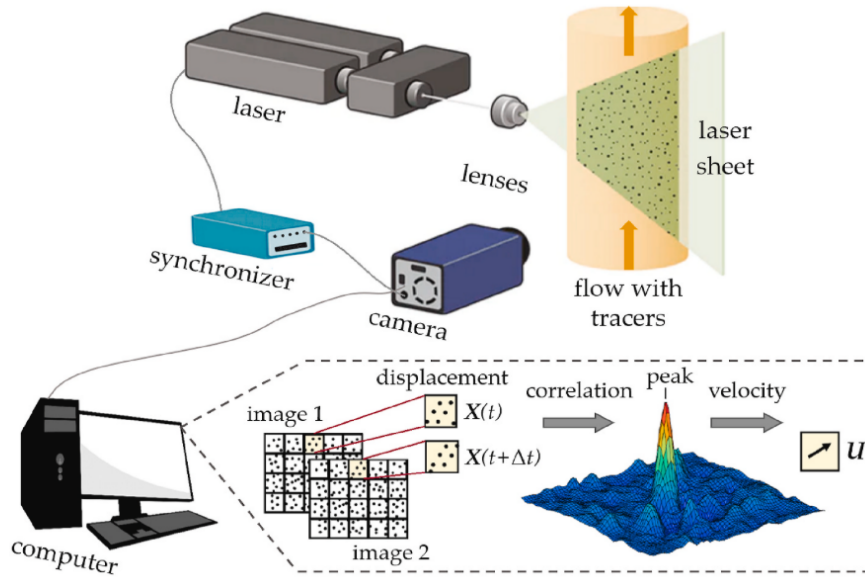 laser
lenses
laser
sheet
synchronizer
camera
flow with
tracers
computer
displacement
image 1
X(t)
X(t+Δt)
image 2
correlation
peak
velocity
u